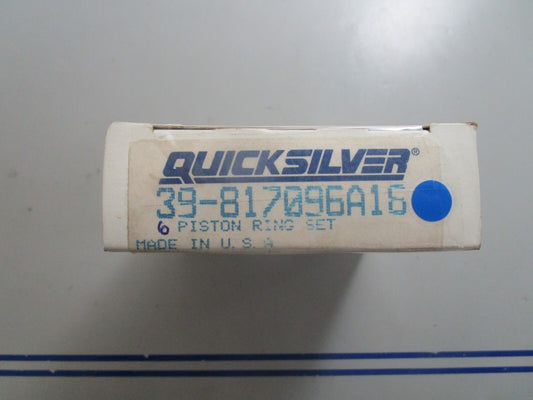 QUICKSILVER®
39-817096A16
6 PISTON RING SET
MADE IN U.S.A